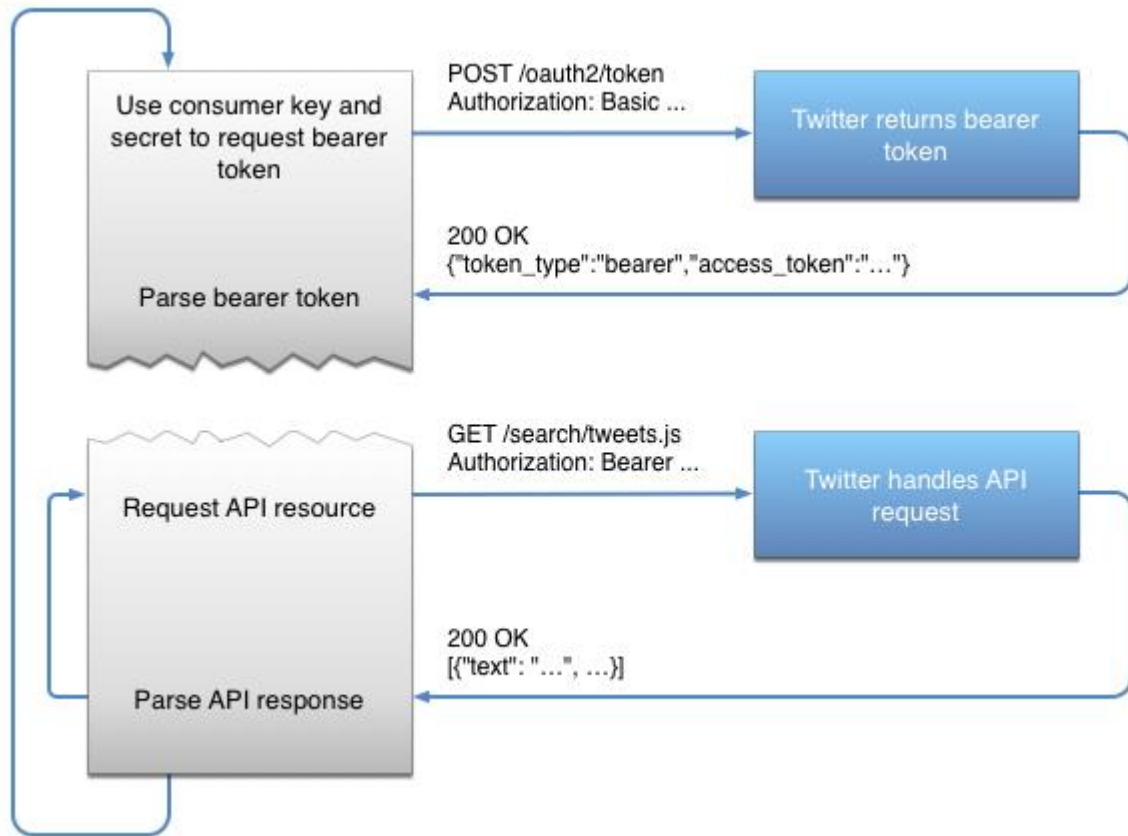 Use consumer key and
secret to request bearer
token
POST /oauth2/token
Authorization: Basic ...
Twitter returns bearer
token
200 OK
{"token_type":"bearer","access_token":"…"}
Parse bearer token
GET /search/tweets.js
Authorization: Bearer ...
Request API resource
Twitter handles API
request
200 OK
[{"text": "…", …}]
Parse API response